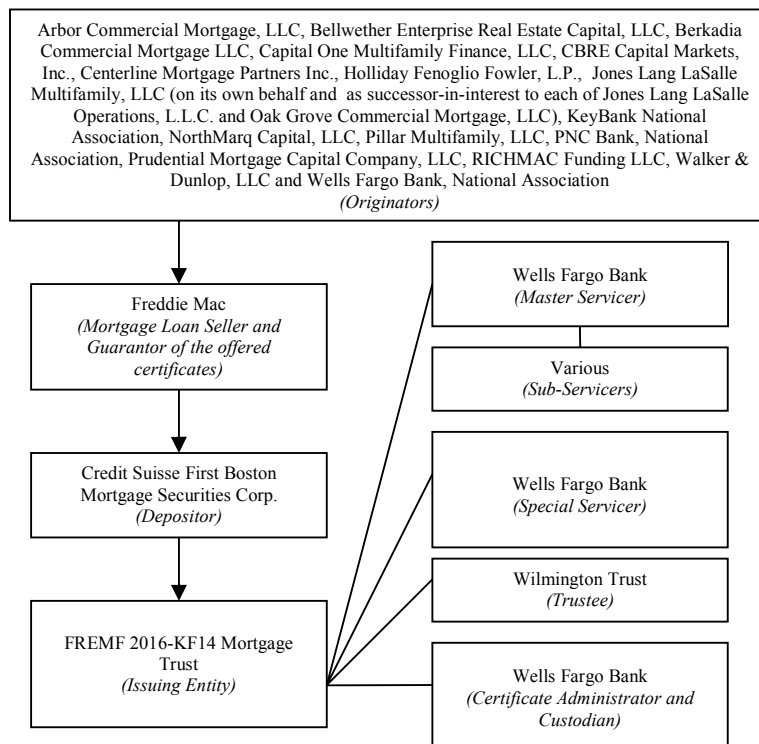 Arbor Commercial Mortgage, LLC, Bellwether Enterprise Real Estate Capital, LLC, Berkadia
Commercial Mortgage LLC, Capital One Multifamily Finance, LLC, CBRE Capital Markets,
Inc., Centerline Mortgage Partners Inc., Holliday Fenoglio Fowler, L.P., Jones Lang LaSalle
Multifamily, LLC (on its own behalf and as successor-in-interest to each of Jones Lang LaSalle
Operations, L.L.C. and Oak Grove Commercial Mortgage, LLC), KeyBank National
Association, NorthMarq Capital, LLC, Pillar Multifamily, LLC, PNC Bank, National
Association, Prudential Mortgage Capital Company, LLC, RICHMAC Funding LLC, Walker &
Dunlop, LLC and Wells Fargo Bank, National Association
(Originators)
Freddie Mac
(Mortgage Loan Seller and
Guarantor of the offered
certificates)
Credit Suisse First Boston
Mortgage Securities Corp.
(Depositor)
FREMF 2016-KF14 Mortgage
Trust
(Issuing Entity)
Wells Fargo Bank
(Master Servicer)
Various
(Sub-Servicers)
Wells Fargo Bank
(Special Servicer)
Wilmington Trust
(Trustee)
Wells Fargo Bank
(Certificate Administrator and
Custodian)